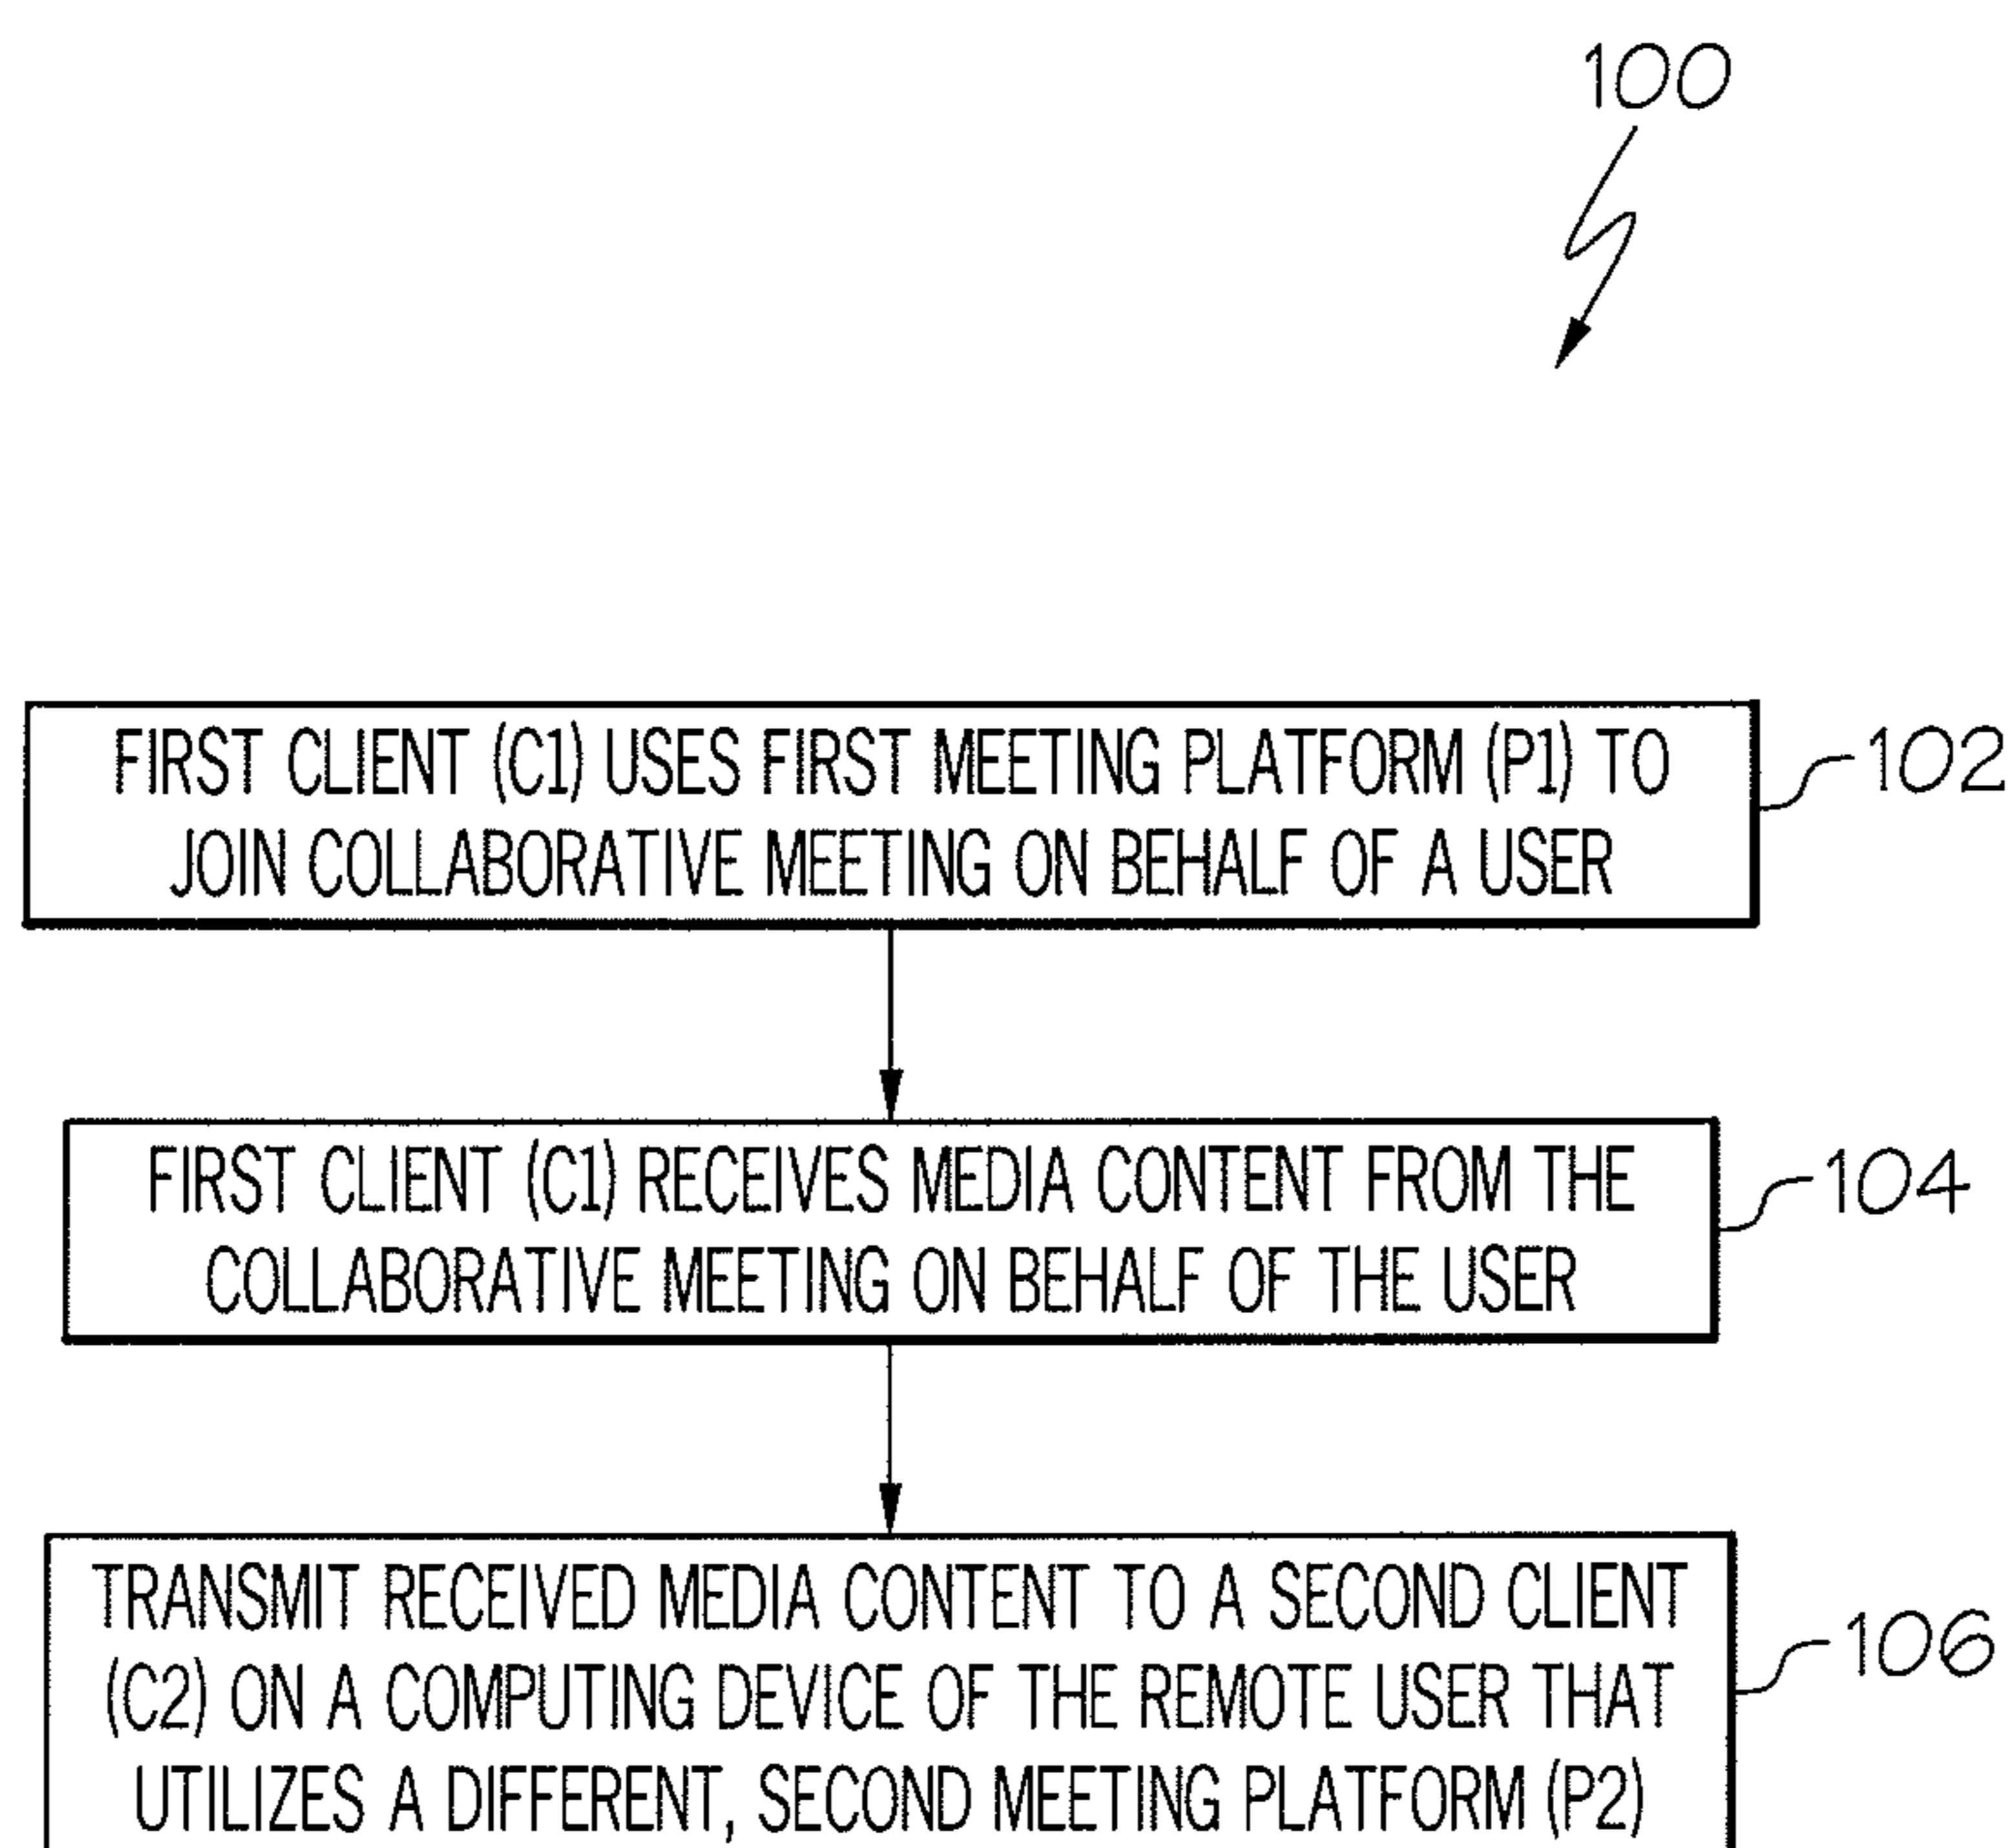 100
FIRST CLIENT (C1) USES FIRST MEETING PLATFORM (P1) TO
JOIN COLLABORATIVE MEETING ON BEHALF OF A USER
102
FIRST CLIENT (C1) RECEIVES MEDIA CONTENT FROM THE
COLLABORATIVE MEETING ON BEHALF OF THE USER
104
TRANSMIT RECEIVED MEDIA CONTENT TO A SECOND CLIENT
(C2) ON A COMPUTING DEVICE OF THE REMOTE USER THAT
UTILIZES A DIFFERENT, SECOND MEETING PLATFORM (P2)
106